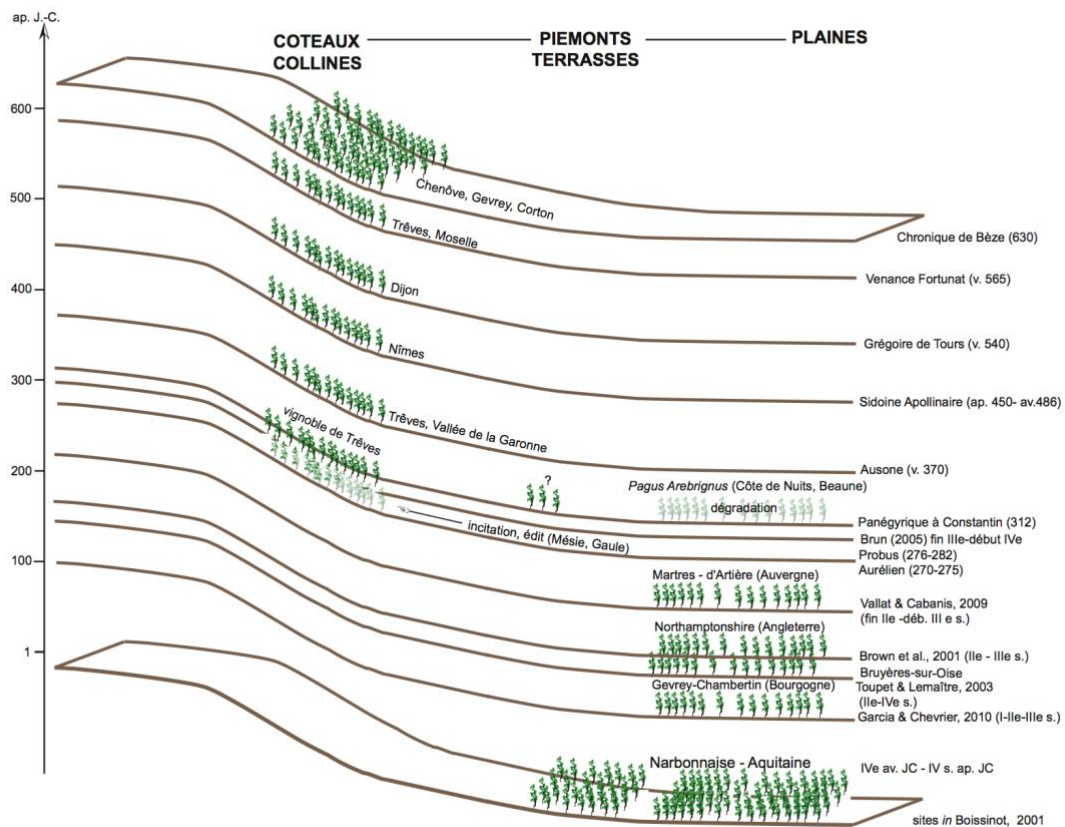 ap. J.-C.
COTEAUX
COLLINES
PIEMONTS
TERRASSES
PLAINES
600
500
400
300
200
100
1
Chenôve, Gevrey, Corton
Chronique de Bèze (630)
Trêves, Moselle
Venance Fortunat (v. 565)
Dijon
Grégoire de Tours (v. 540)
Nîmes
Sidoine Apollinaire (ap. 450- av.486)
Trêves, Vallée de la Garonne
Ausone (v. 370)
vignoble de Trêves
?
Pagus Arebrignus (Côte de Nuits, Beaune)
dégradation
Panégyrique à Constantin (312)
incitation, édit (Mésie, Gaule)
Brun (2005) fin IIIe-début IVe
Probus (276-282)
Aurélien (270-275)
Martres - d'Artière (Auvergne)
Vallat & Cabanis, 2009
(fin IIe -déb. III e s.)
Northamptonshire (Angleterre)
Brown et al., 2001 (IIe - IIIe s.)
Bruyères-sur-Oise
Toupet & Lemaître, 2003
(IIe-IVe s.)
Gevrey-Chambertin (Bourgogne)
Garcia & Chevrier, 2010 (I-IIe-IIIe s.)
Narbonnaise - Aquitaine
IVe av. JC - IV s. ap. JC
sites in Boissinot, 2001